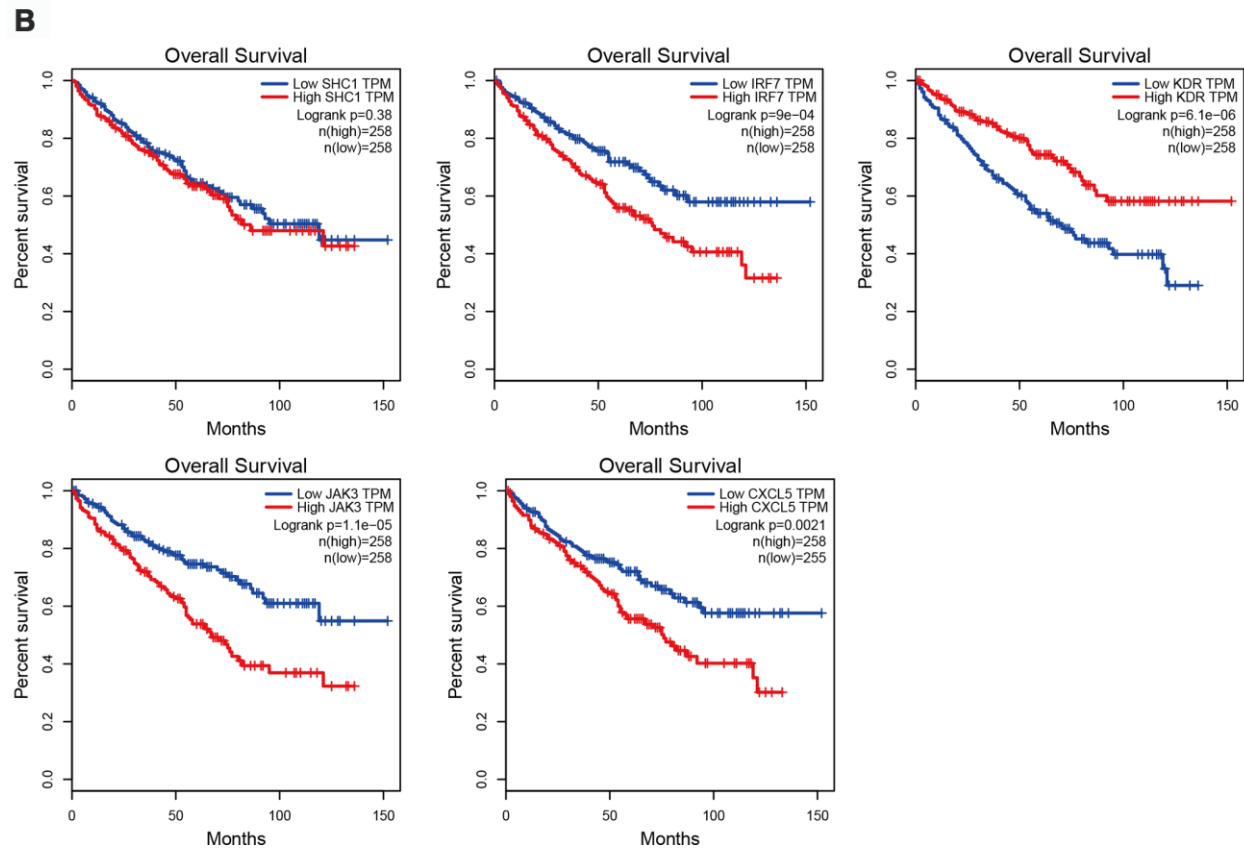 B
Overall Survival
Low SHC1 TPM
High SHC1 TPM
Logrank p=0.38
n(high)=258
n(low)=258
Percent survival
0.0
0.2
0.4
0.6
0.8
1.0
0 50 100 150
Months
Overall Survival
Low IRF7 TPM
High IRF7 TPM
Logrank p=9e−04
n(high)=258
n(low)=258
Percent survival
0.0
0.2
0.4
0.6
0.8
1.0
0 50 100 150
Months
Overall Survival
Low KDR TPM
High KDR TPM
Logrank p=6.1e−06
n(high)=258
n(low)=258
Percent survival
0.0
0.2
0.4
0.6
0.8
1.0
0 50 100 150
Months
Overall Survival
Low JAK3 TPM
High JAK3 TPM
Logrank p=1.1e−05
n(high)=258
n(low)=258
Percent survival
0.0
0.2
0.4
0.6
0.8
1.0
0 50 100 150
Months
Overall Survival
Low CXCL5 TPM
High CXCL5 TPM
Logrank p=0.0021
n(high)=258
n(low)=255
Percent survival
0.0
0.2
0.4
0.6
0.8
1.0
0 50 100 150
Months